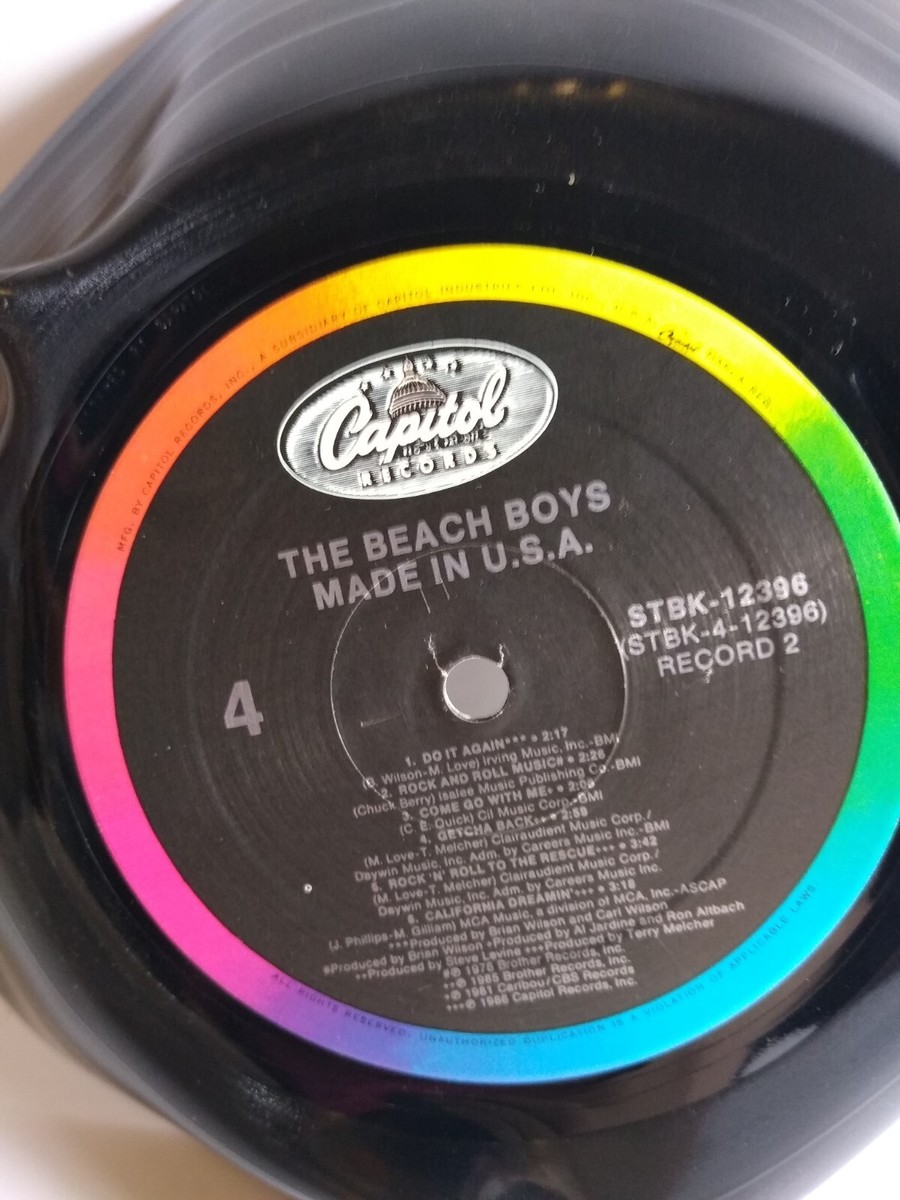 MFG. BY CAPITOL RECORDS, INC., A SUBSIDIARY OF CAPITOL INDUSTRIES
Capitol
RECORDS
THE BEACH BOYS
MADE IN U.S.A.
STBK-12396
(STBK-4-12396)
RECORD 2
4
1. DO IT AGAIN*** • 2:17
(B. Wilson-M. Love) Irving Music, Inc.-BMI
2. ROCK AND ROLL MUSIC# • 2:26
(Chuck Berry) Isalee Music Publishing Co.-BMI
3. COME GO WITH ME
(C. E. Quick) Gil Music Corp.-BMI
4. GETCHA BACK • 2:59
(M. Love-T. Melcher) Clairaudient Music Corp./
Daywin Music, Inc. Adm. by Careers Music Inc.-BMI
5. ROCK 'N' ROLL TO THE RESCUE • 3:42
(M. Love-T. Melcher) Clairaudient Music Corp./
Daywin Music, Inc. Adm. by Careers Music Inc.
6. CALIFORNIA DREAMIN' • 3:18
(J. Phillips-M. Gilliam) MCA Music, a division of MCA, Inc.-ASCAP
***Produced by Brian Wilson and Carl Wilson
#Produced by Brian Wilson •Produced by Al Jardine and Ron Altbach
Produced by Steve Levine Produced by Terry Melcher
Brother Records, Inc.
Brother Records, Inc.
℗ 1981 Caribou/CBS Records
℗ 1986 Capitol Records, Inc.
ALL RIGHTS RESERVED. UNAUTHORIZED DUPLICATION IS A VIOLATION OF APPLICABLE LAWS.